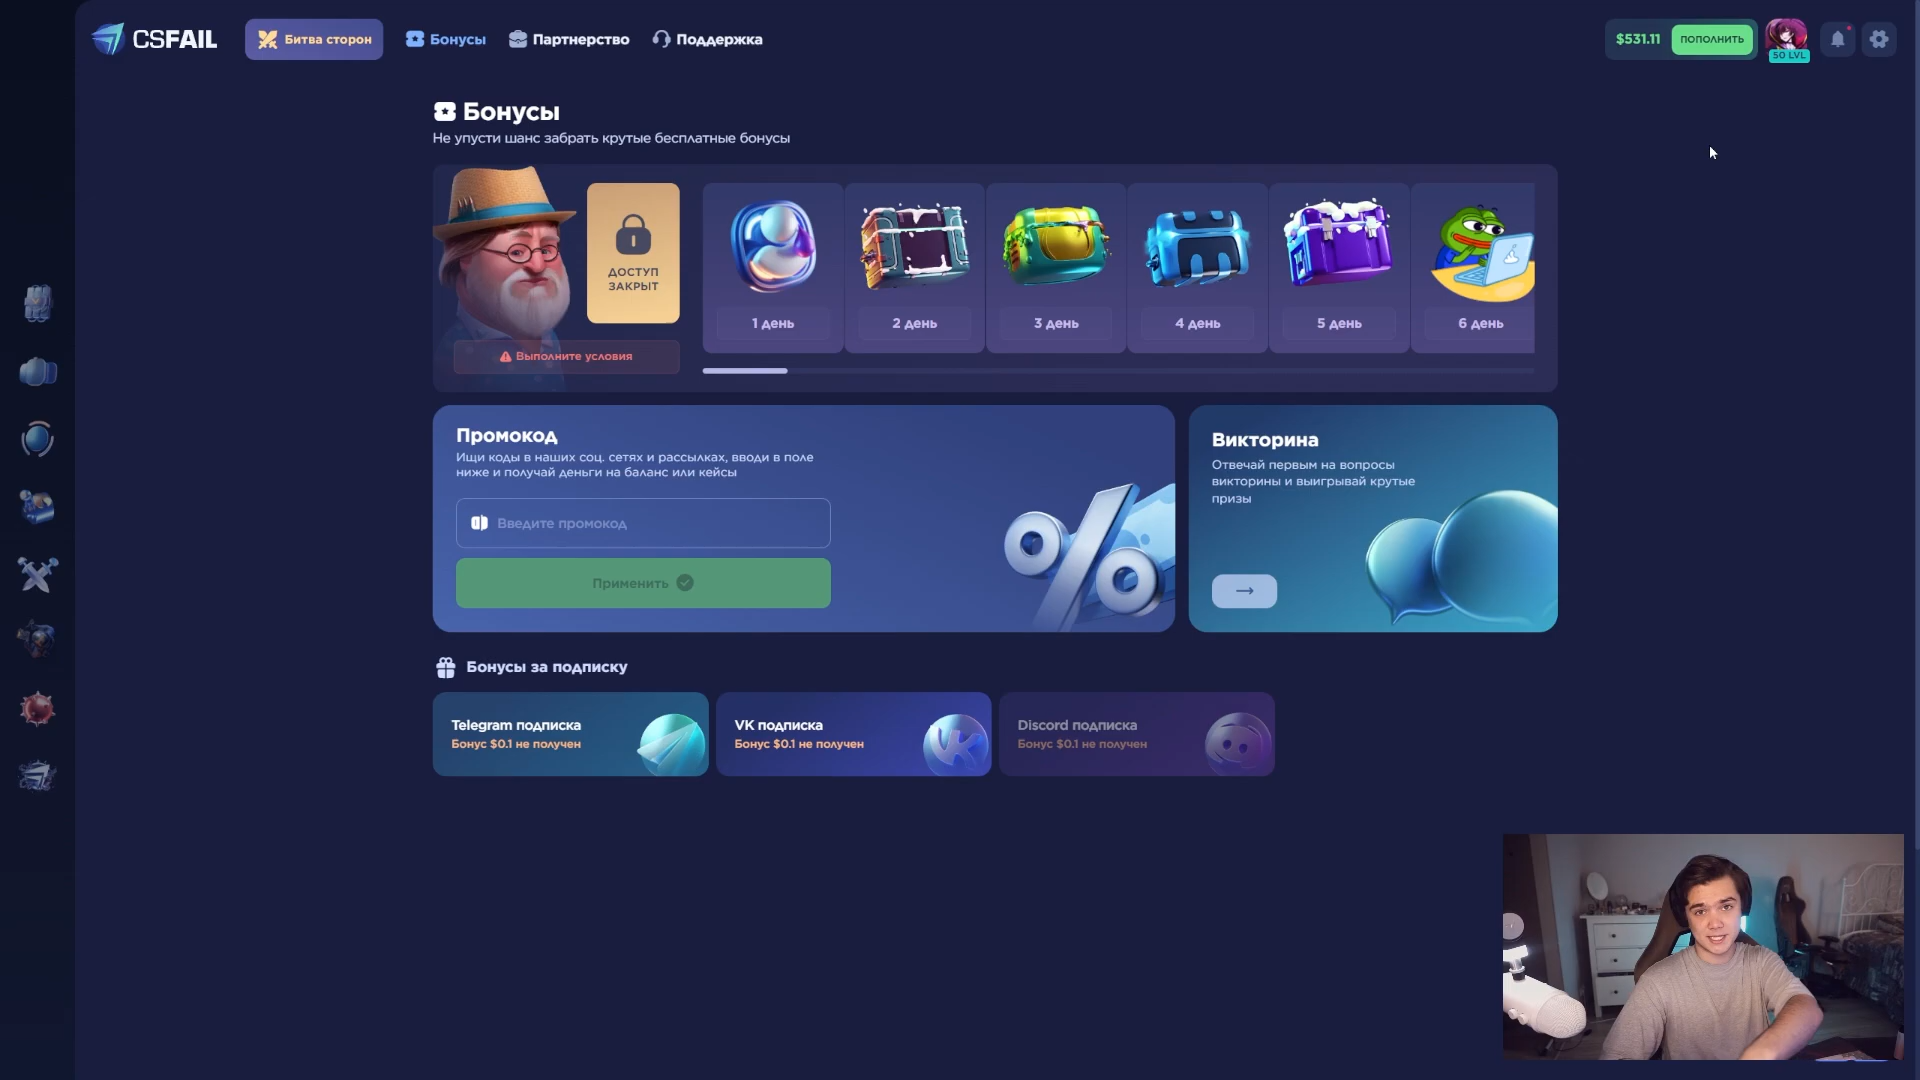 CSFAIL
Битва сторон
Бонусы
Партнерство
Поддержка
$531.11
ПОПОЛНИТЬ
50 LVL
Бонусы
Не упусти шанс забрать крутые бесплатные бонусы
ДОСТУП
ЗАКРЫТ
Выполните условия
1 день
2 день
3 день
4 день
5 день
6 день
Промокод
Ищи коды в наших соц. сетях и рассылках, вводи в поле
ниже и получай деньги на баланс или кейсы
Введите промокод
Применить
Викторина
Отвечай первым на вопросы
викторины и выигрывай крутые
призы
Бонусы за подписку
Telegram подписка
Бонус $0.1 не получен
VK подписка
Бонус $0.1 не получен
Discord подписка
Бонус $0.1 не получен